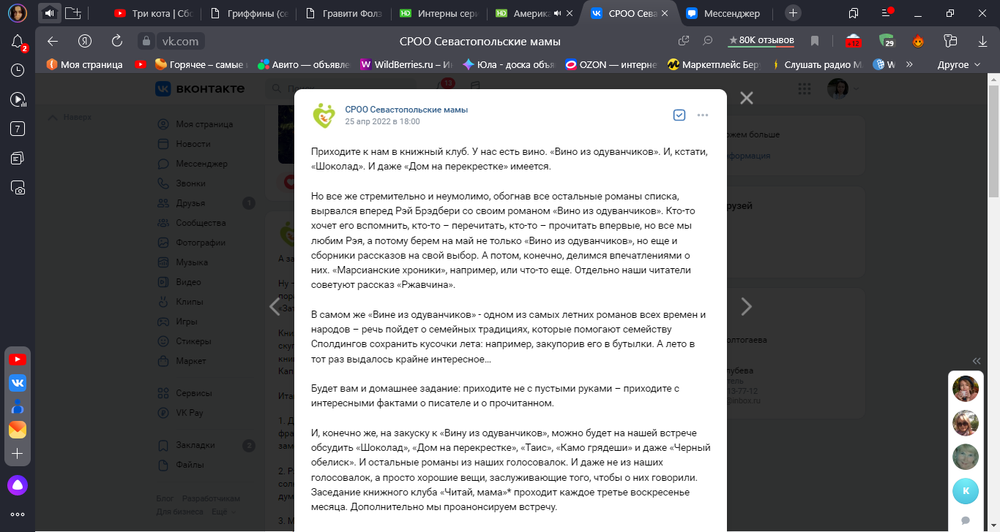 Три кота | Сбо
Гриффины (се
Гравити Фолз
Интерны сери
Америка
СРОО Сева
Мессенджер
2
vk.com
СРОО Севастопольские мамы
★ 80К отзывов
+12
29
Моя страница
Горячее – самые
Авито — объявле
WildBerries.ru – И
Юла - доска объя
OZON — интерне
Маркетплейс Беру
Слушать радио М
W
»
Другое
7
вконтакте
Поиск
13
Наверх
Моя страница
Новости
Мессенджер
Звонки
Друзья
1
Сообщества
Фотографии
Музыка
Видео
Клипы
Игры
Стикеры
Маркет
Сервисы
VK Pay
Закладки
2
Файлы
Блог Разработчикам
Для бизнеса Ещё
СРОО Севастопольские мамы
25 апр 2022 в 18:00
Приходите к нам в книжный клуб. У нас есть вино. «Вино из одуванчиков». И, кстати,
«Шоколад». И даже «Дом на перекрестке» имеется.
Но все же стремительно и неумолимо, обогнав все остальные романы списка,
вырвался вперед Рэй Брэдбери со своим романом «Вино из одуванчиков». Кто-то
хочет его вспомнить, кто-то – перечитать, кто-то – прочитать впервые, но все мы
любим Рэя, а потому берем на май не только «Вино из одуванчиков», но еще и
сборники рассказов на свой выбор. А потом, конечно, делимся впечатлениями о
них. «Марсианские хроники», например, или что-то еще. Отдельно наши читатели
советуют рассказ «Ржавчина».
В самом же «Вине из одуванчиков» - одном из самых летних романов всех времен и
народов – речь пойдет о семейных традициях, которые помогают семейству
Сполдингов сохранить кусочки лета: например, закупорив его в бутылки. А лето в
тот раз выдалось крайне интересное...
Будет вам и домашнее задание: приходите не с пустыми руками – приходите с
интересными фактами о писателе и о прочитанном.
И, конечно же, на закуску к «Вину из одуванчиков», можно будет на нашей встрече
обсудить «Шоколад», «Дом на перекрестке», «Таис», «Камо грядеши» и даже «Черный
обелиск». И остальные романы из наших голосовалок. И даже не из наших
голосовалок, а просто хорошие вещи, заслуживающие того, чтобы о них говорили.
Заседание книжного клуба «Читай, мама»* проходит каждое третье воскресенье
месяца. Дополнительно мы проанонсируем встречу.
А за
Ну –
«Зат
Кни
скуп
кни
Кап
Ита
1. Д
фра
зам
2. Р
сол
дум
3. М
ожем больше
нформация
рузей
олтогаева
лубева
тель
13-77-12
@inbox.ru
К